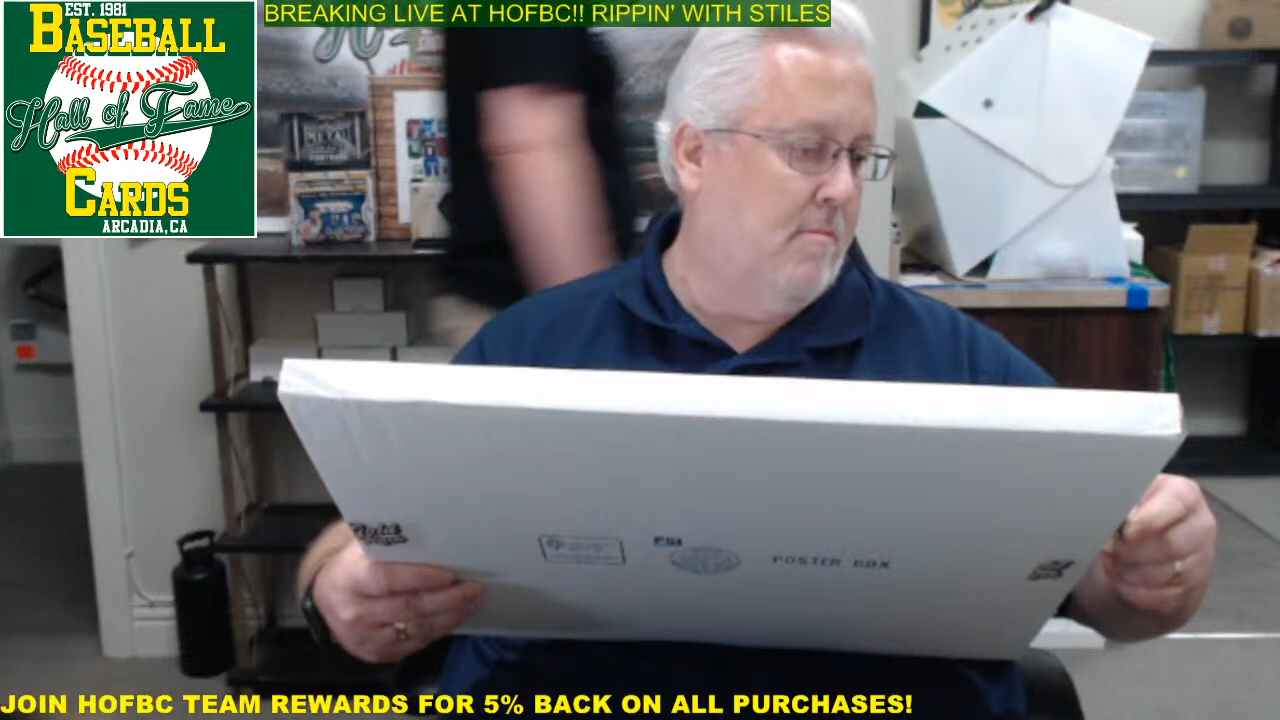 EST. 1981
BASEBALL
Hall of Fame
CARDS
ARCADIA, CA
BREAKING LIVE AT HOFBC!! RIPPIN' WITH STILES
POSTER BOX
JOIN HOFBC TEAM REWARDS FOR 5% BACK ON ALL PURCHASES!